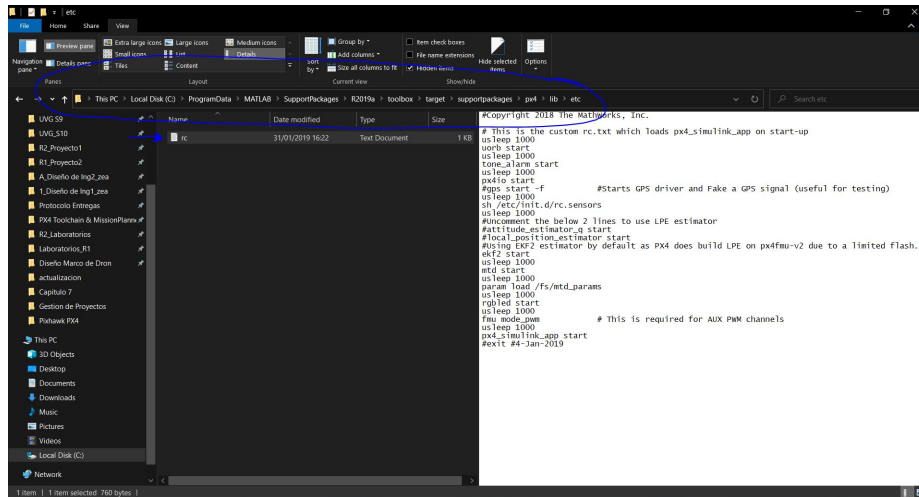 etc
File Home Share View
Navigation pane
Preview pane
Details pane
Extra large icons Large icons Medium icons
Small icons List Details
Tiles Content
Sort by
Group by
Add columns
Size all columns to fit
Item check boxes
File name extensions
Hidden items
Hide selected items
Options
Panes Layout Current view Show/hide
This PC > Local Disk (C:) > ProgramData > MATLAB > SupportPackages > R2019a > toolbox > target > supportpackages > px4 > lib > etc
Search etc
Name Date modified Type Size
rc 31/01/2019 16:22 Text Document 1 KB
UVG S9
UVG_S10
R2_Proyecto1
R1_Proyecto2
A_Diseño de Ing2_zea
1_Diseño de Ing1_zea
Protocolo Entregas
PX4 Toolchain & MissionPlann
R2_Laboratorios
Laboratorios_R1
Diseño Marco de Dron
actualizacion
Capitulo 7
Gestion de Proyectos
Pixhawk PX4
This PC
3D Objects
Desktop
Documents
Downloads
Music
Pictures
Videos
Local Disk (C:)
Network
#Copyright 2018 The MathWorks, Inc.
# This is the custom rc.txt which loads px4_simulink_app on start-up
usleep 1000
uorb start
usleep 1000
tone_alarm start
usleep 1000
px4io start
#gps start -f #Starts GPS driver and Fake a GPS signal (useful for testing)
usleep 1000
sh /etc/init.d/rc.sensors
usleep 1000
#Uncomment the below 2 lines to use LPE estimator
#attitude_estimator_q start
#local_position_estimator start
#Using EKF2 estimator by default as PX4 does build LPE on px4fmu-v2 due to a limited flash.
ekf2 start
usleep 1000
mtd start
usleep 1000
param load /fs/mtd_params
usleep 1000
rgbled start
usleep 1000
fmu mode_pwm # This is required for AUX PWM channels
usleep 1000
px4_simulink_app start
#exit #4-Jan-2019
1 item 1 item selected 760 bytes